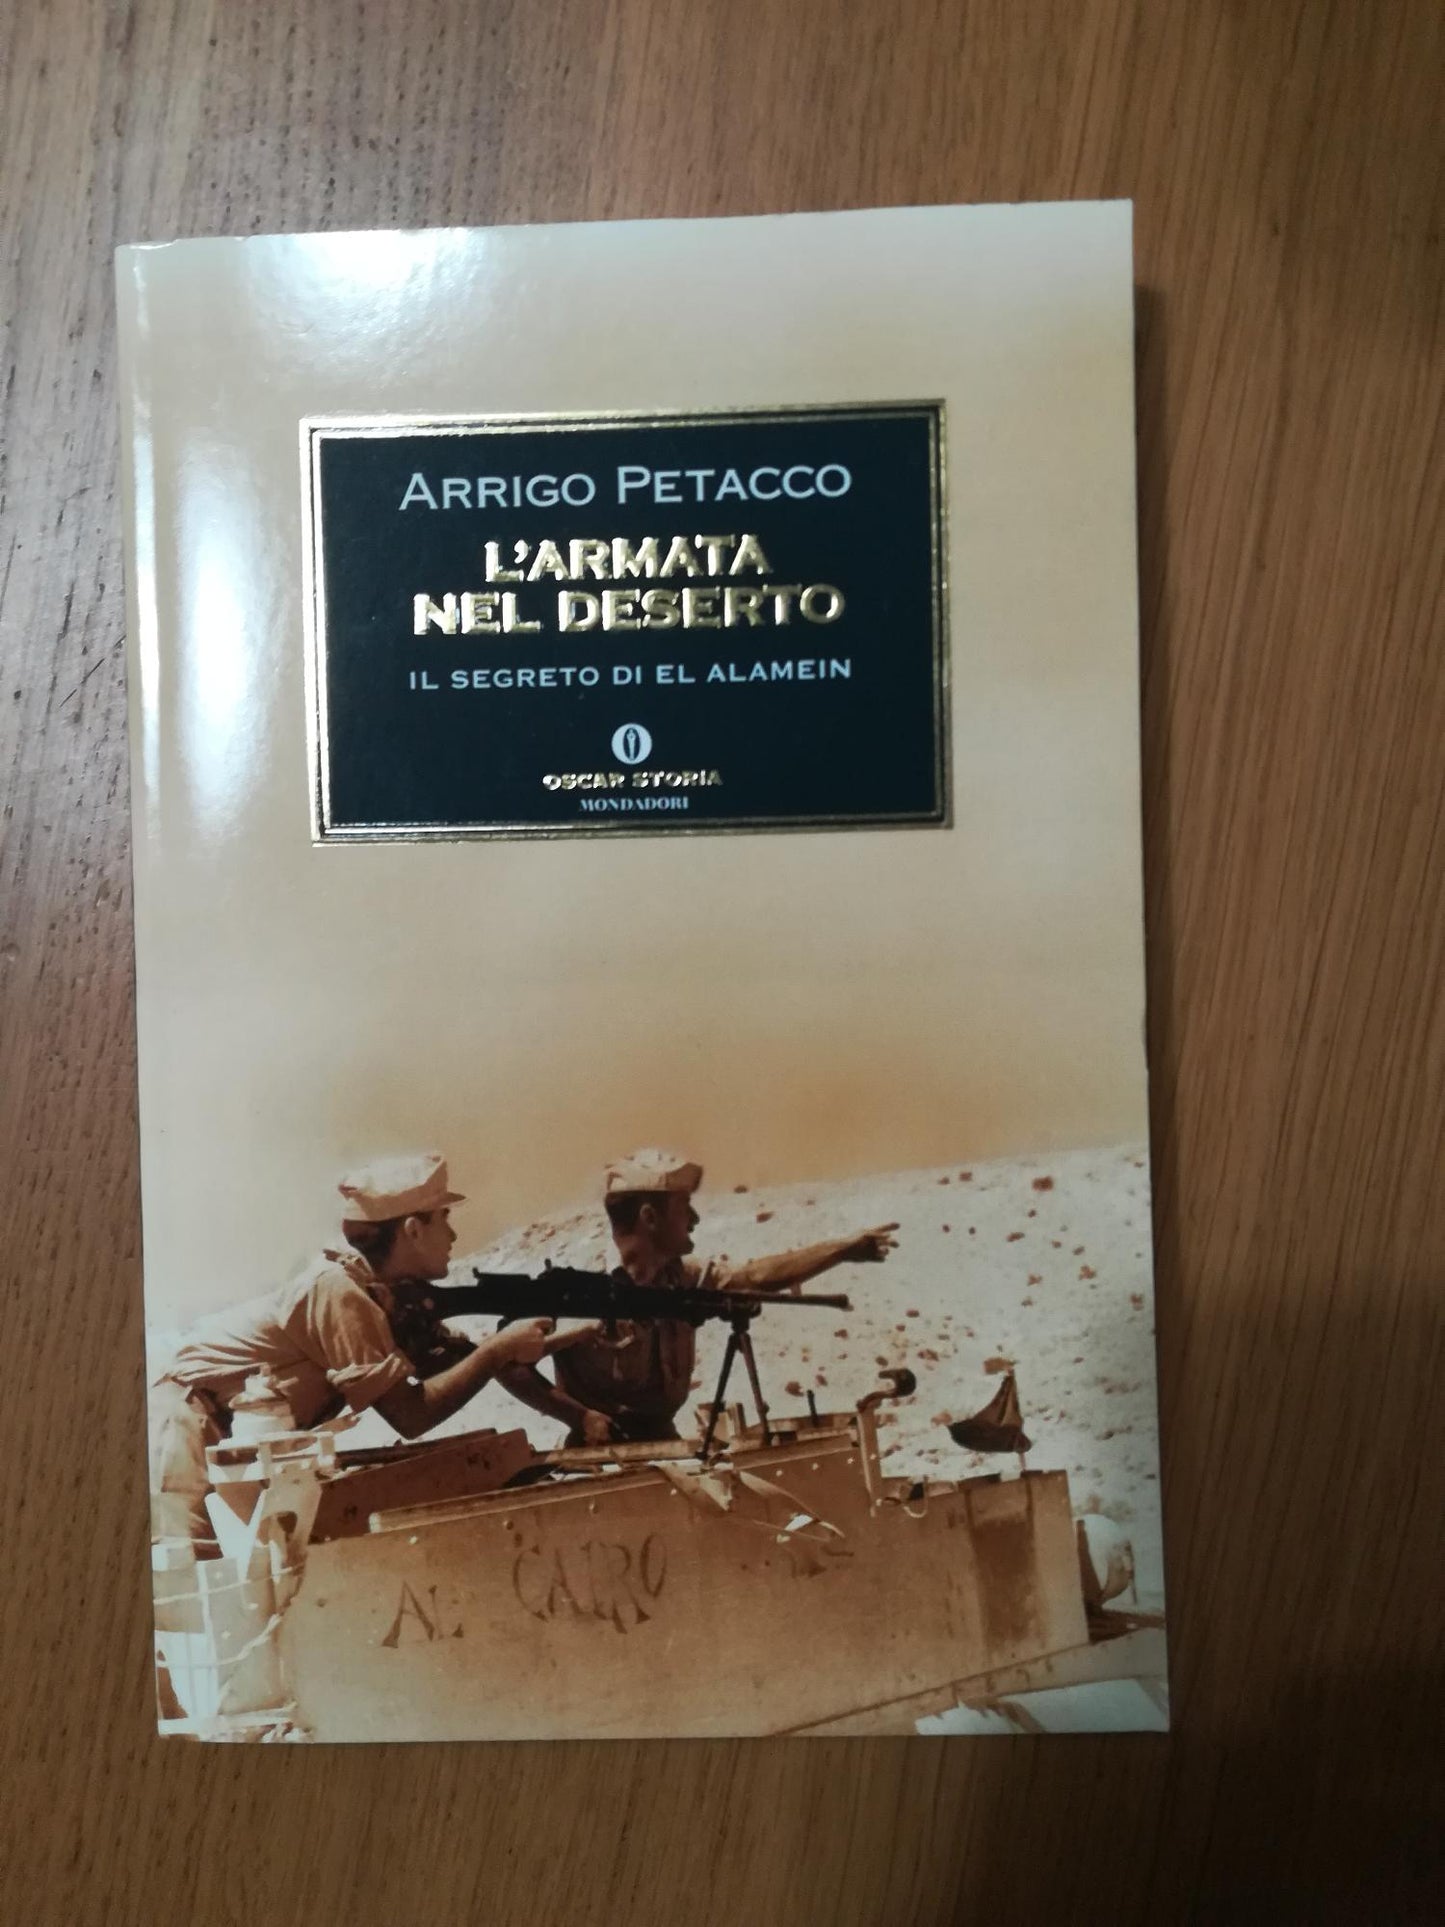 ARRIGO PETACCO
L'ARMATA
NEL DESERTO
IL SEGRETO DI EL ALAMEIN
OSCAR STORIA
MONDADORI
AL CAIRO